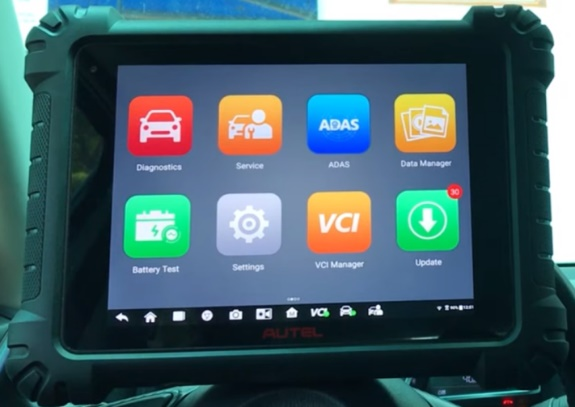 Diagnostics
Service
ADAS
ADAS
Data Manager
30
Battery Test
Settings
VCI
VCI Manager
Update
VCI
AUTEL